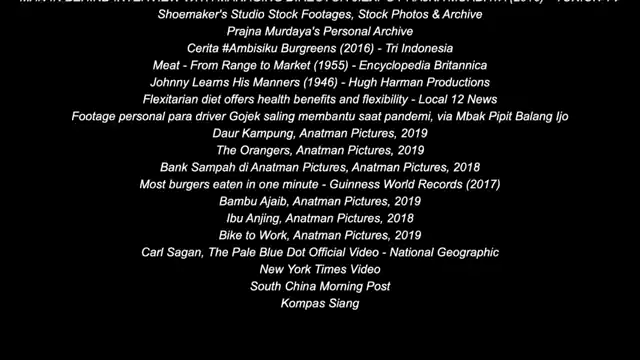 Shoemaker's Studio Stock Footages, Stock Photos & Archive
Prajna Murdaya's Personal Archive
Cerita #Ambisiku Burgreens (2016) - Tri Indonesia
Meat - From Range to Market (1955) - Encyclopedia Britannica
Johnny Learns His Manners (1946) - Hugh Harman Productions
Flexitarian diet offers health benefits and flexibility - Local 12 News
Footage personal para driver Gojek saling membantu saat pandemi, via Mbak Pipit Balang Ijo
Daur Kampung, Anatman Pictures, 2019
The Orangers, Anatman Pictures, 2019
Bank Sampah di Anatman Pictures, Anatman Pictures, 2018
Most burgers eaten in one minute - Guinness World Records (2017)
Bambu Ajaib, Anatman Pictures, 2019
Ibu Anjing, Anatman Pictures, 2018
Bike to Work, Anatman Pictures, 2019
Carl Sagan, The Pale Blue Dot Official Video - National Geographic
New York Times Video
South China Morning Post
Kompas Siang